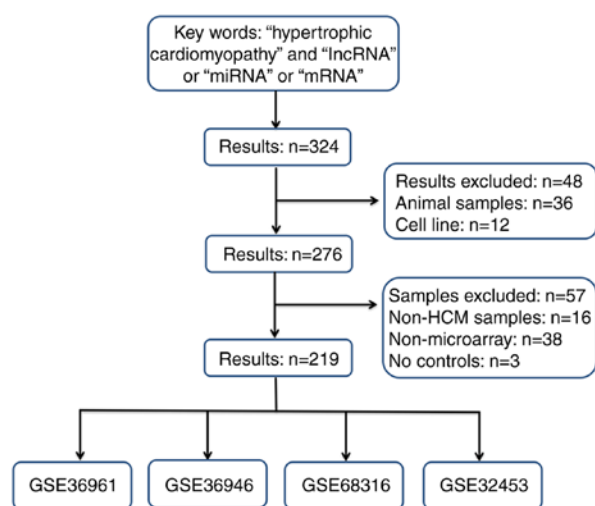 Key words: “hypertrophic
cardiomyopathy” and “lncRNA”
or “miRNA” or “mRNA”
Results: n=324
Results excluded: n=48
Animal samples: n=36
Cell line: n=12
Results: n=276
Samples excluded: n=57
Non-HCM samples: n=16
Non-microarray: n=38
No controls: n=3
Results: n=219
GSE36961
GSE36946
GSE68316
GSE32453